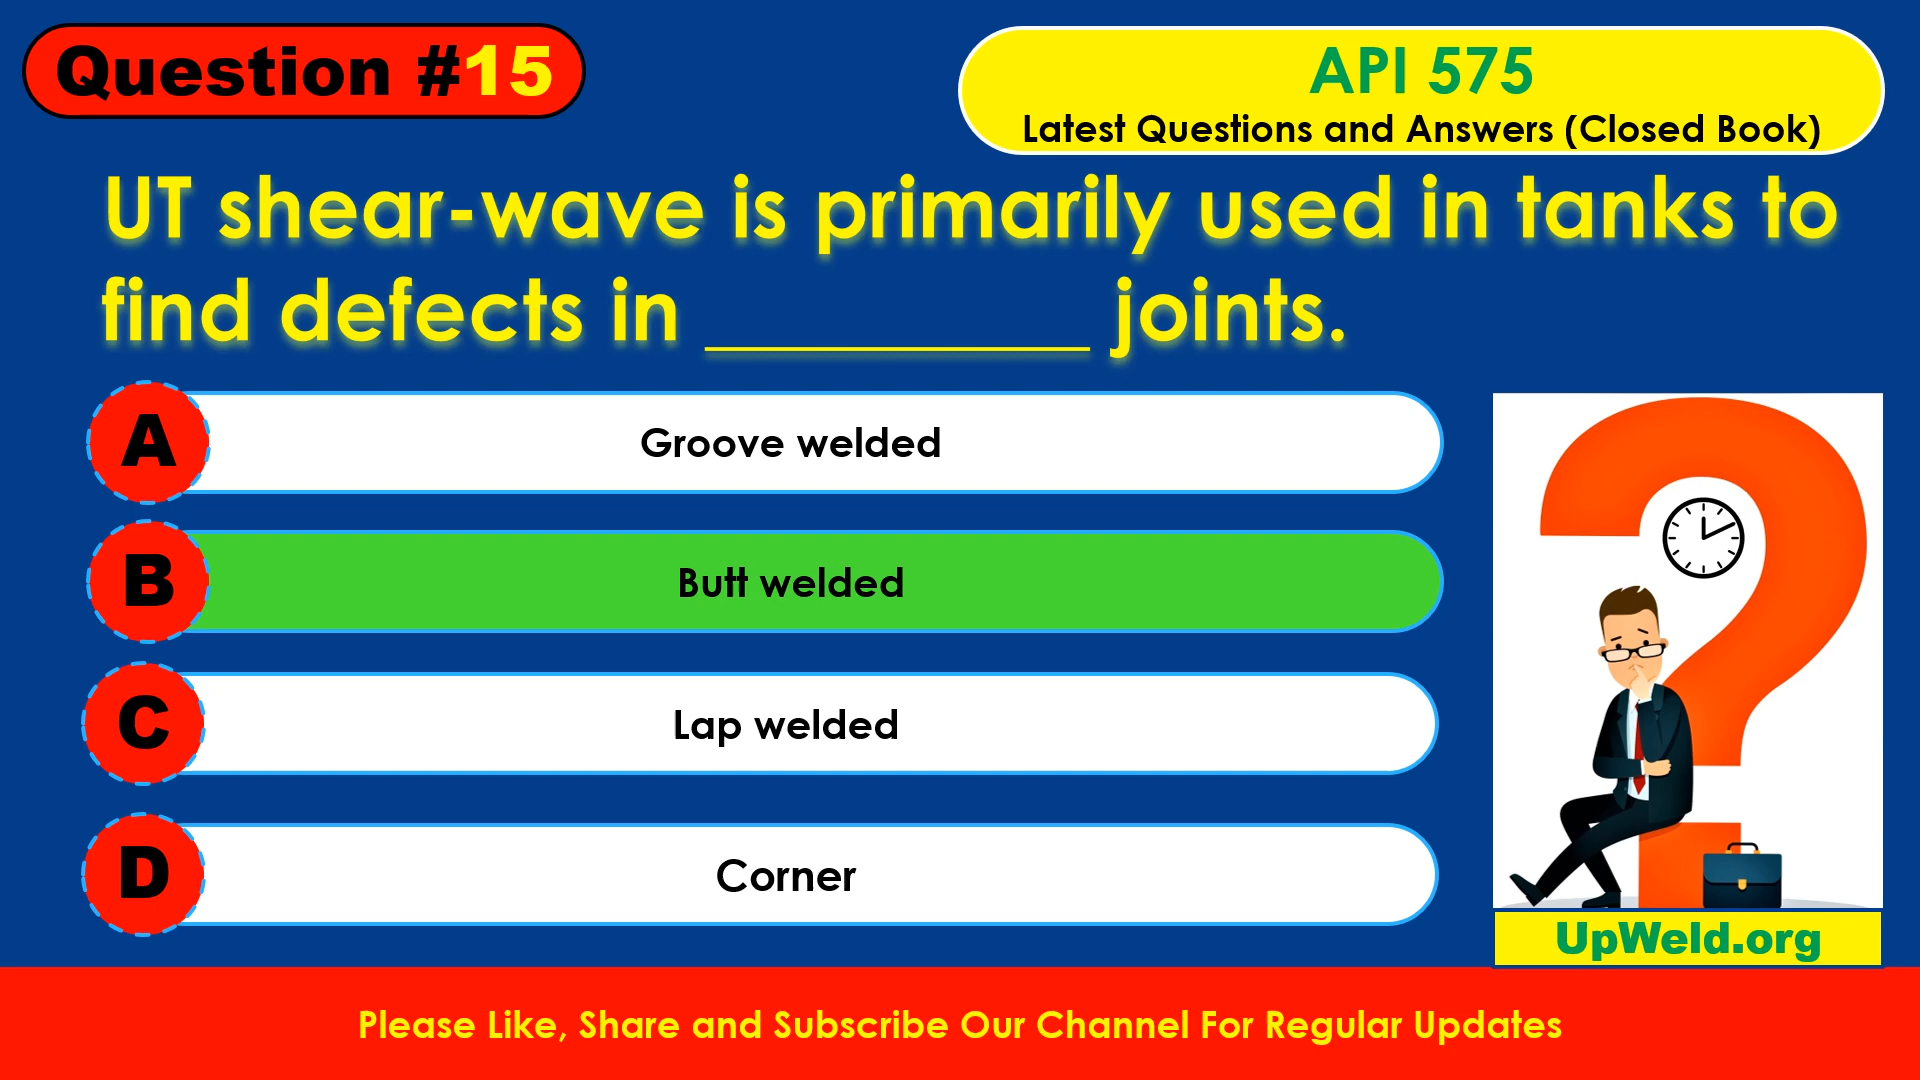 Question #15
API 575
Latest Questions and Answers (Closed Book)
UT shear-wave is primarily used in tanks to
find defects in __________ joints.
A
Groove welded
B
Butt welded
C
Lap welded
D
Corner
UpWeld.org
Please Like, Share and Subscribe Our Channel For Regular Updates